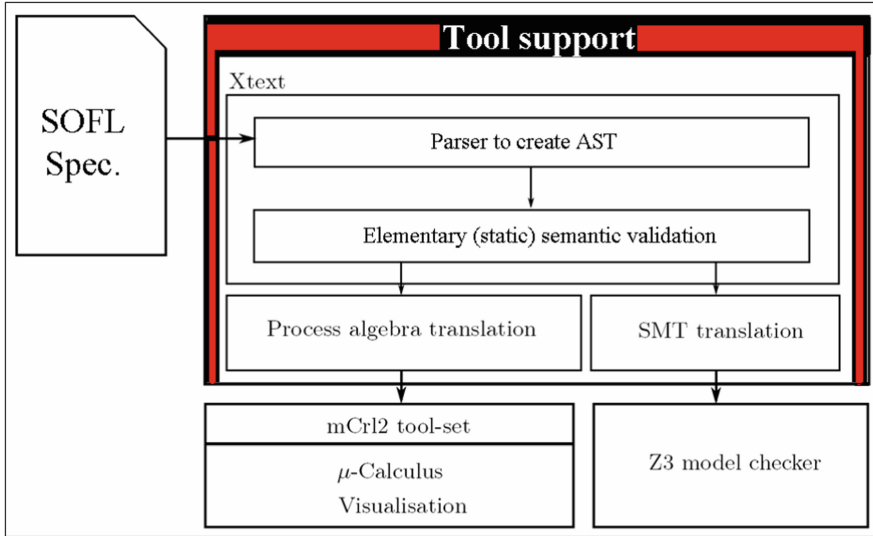 Tool support
SOFL
Spec.
Xtext
Parser to create AST
Elementary (static) semantic validation
Process algebra translation
SMT translation
mCrl2 tool-set
μ-Calculus
Visualisation
Z3 model checker